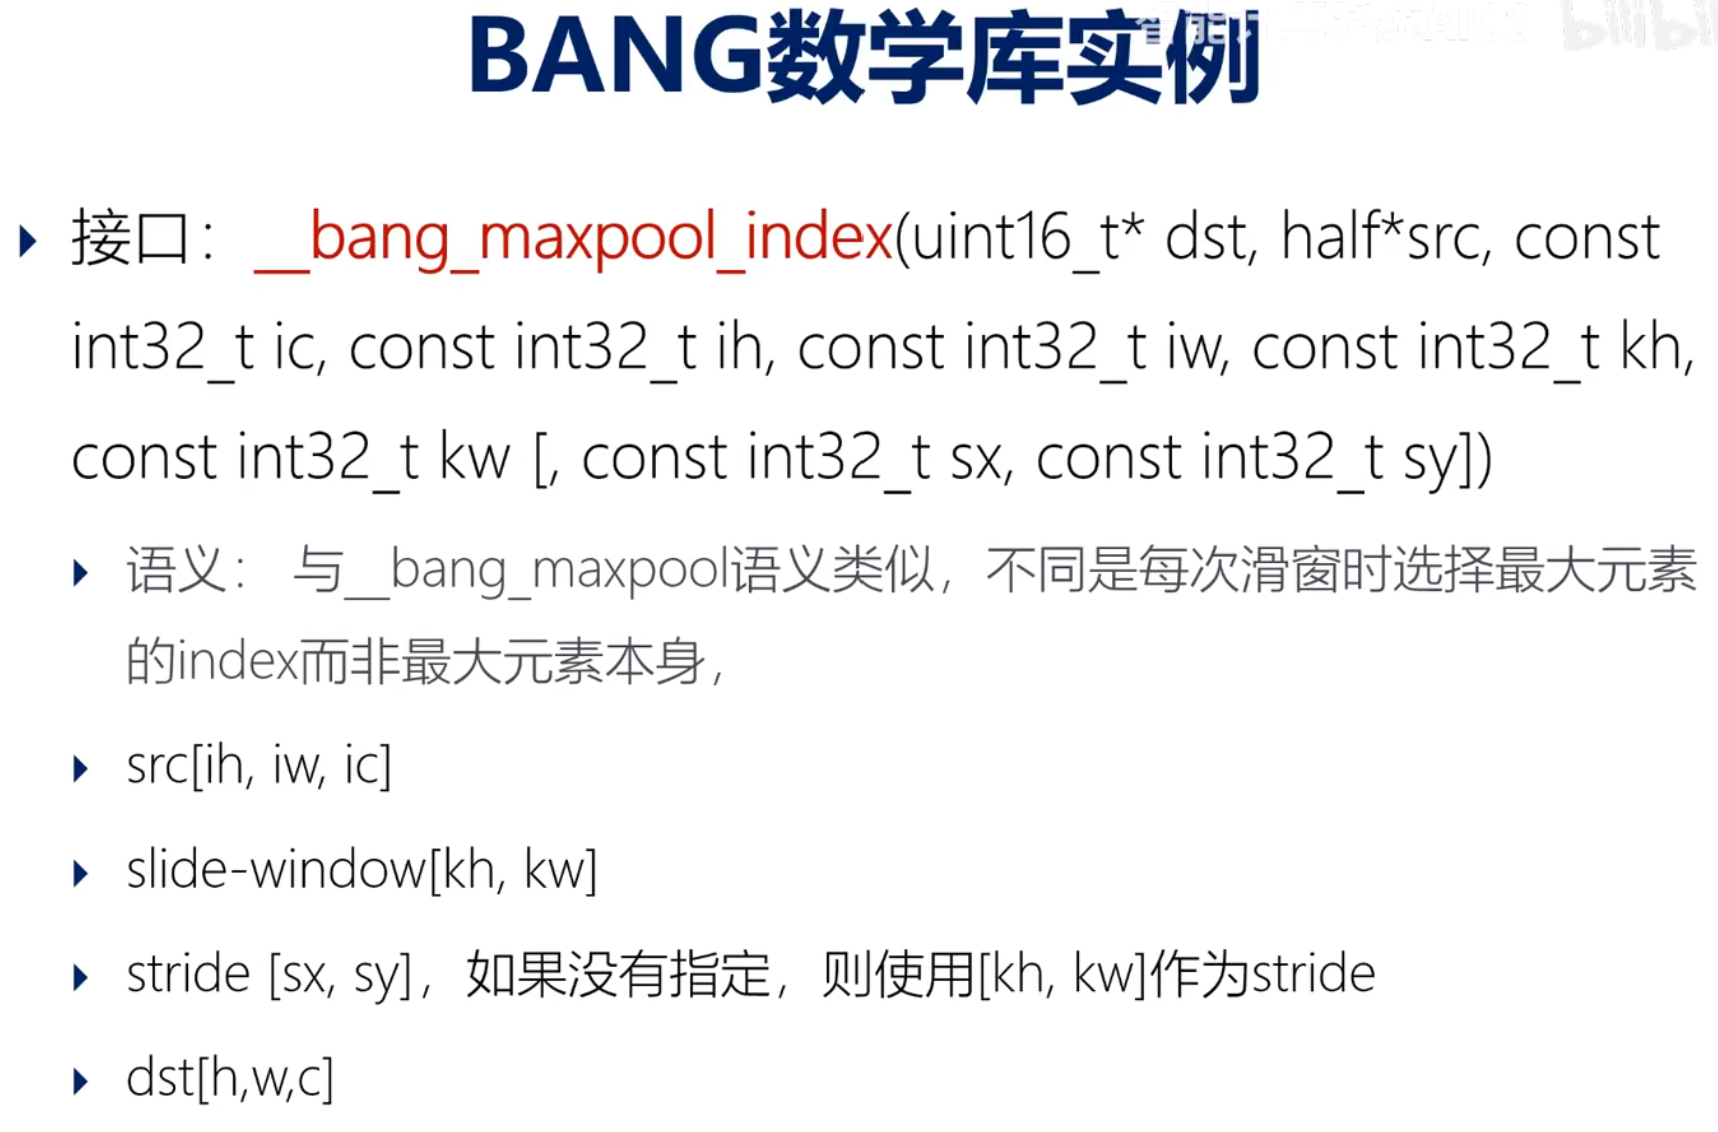 BANG数学库实例
接口：__bang_maxpool_index(uint16_t* dst, half*src, const
int32_t ic, const int32_t ih, const int32_t iw, const int32_t kh,
const int32_t kw [, const int32_t sx, const int32_t sy])
语义： 与__bang_maxpool语义类似，不同是每次滑窗时选择最大元素
的index而非最大元素本身，
src[ih, iw, ic]
slide-window[kh, kw]
stride [sx, sy]，如果没有指定，则使用[kh, kw]作为stride
dst[h,w,c]